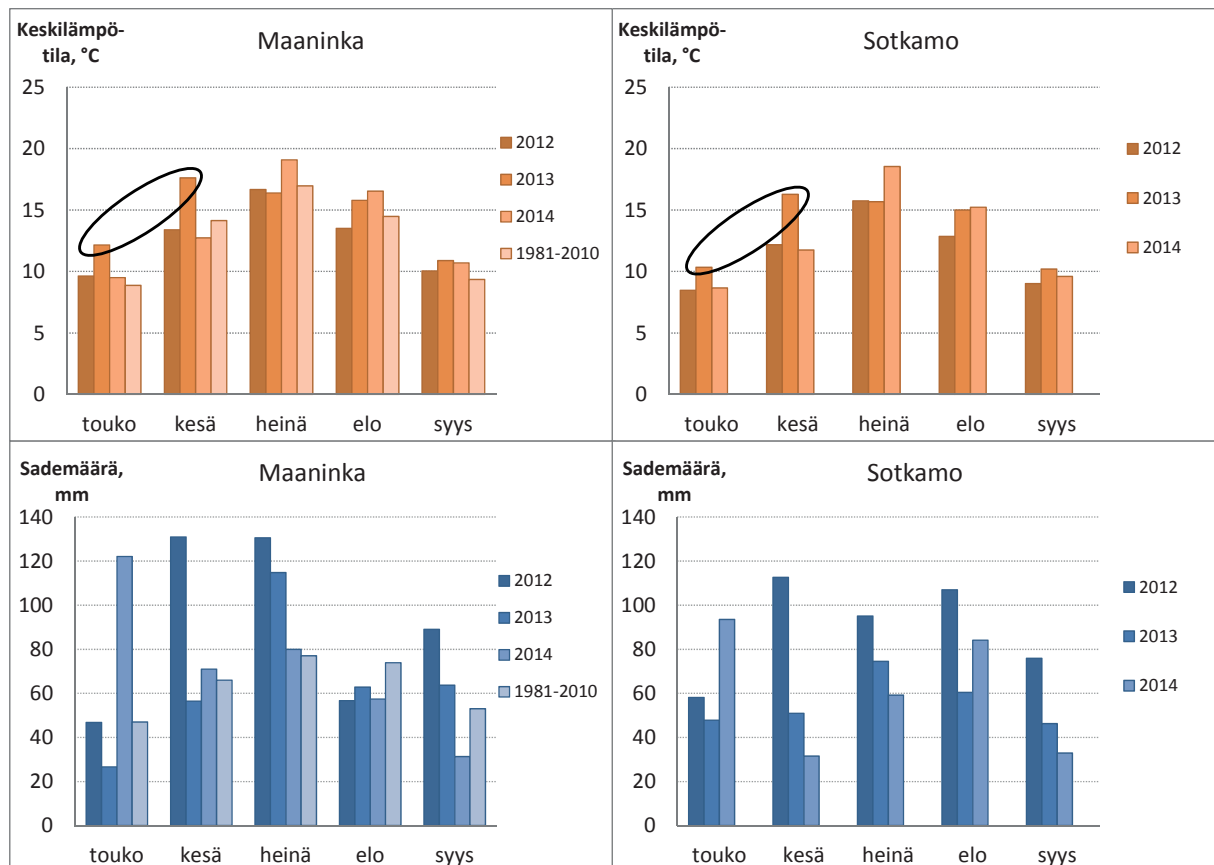 Keskilämpö-
tila, °C
Maaninka
25
20
15
10
5
0
touko kesä heinä elo syys
2012
2013
2014
1981-2010
Keskilämpö-
tila, °C
Sotkamo
25
20
15
10
5
0
touko kesä heinä elo syys
2012
2013
2014
Sademäärä,
mm
Maaninka
140
120
100
80
60
40
20
0
touko kesä heinä elo syys
2012
2013
2014
1981-2010
Sademäärä,
mm
Sotkamo
140
120
100
80
60
40
20
0
touko kesä heinä elo syys
2012
2013
2014